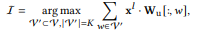 𝓘 = arg max_{𝒱′⊂𝒱,|𝒱′|=K} ∑_{w∈𝒱′} 𝐱^l · 𝐖_u[:, w],